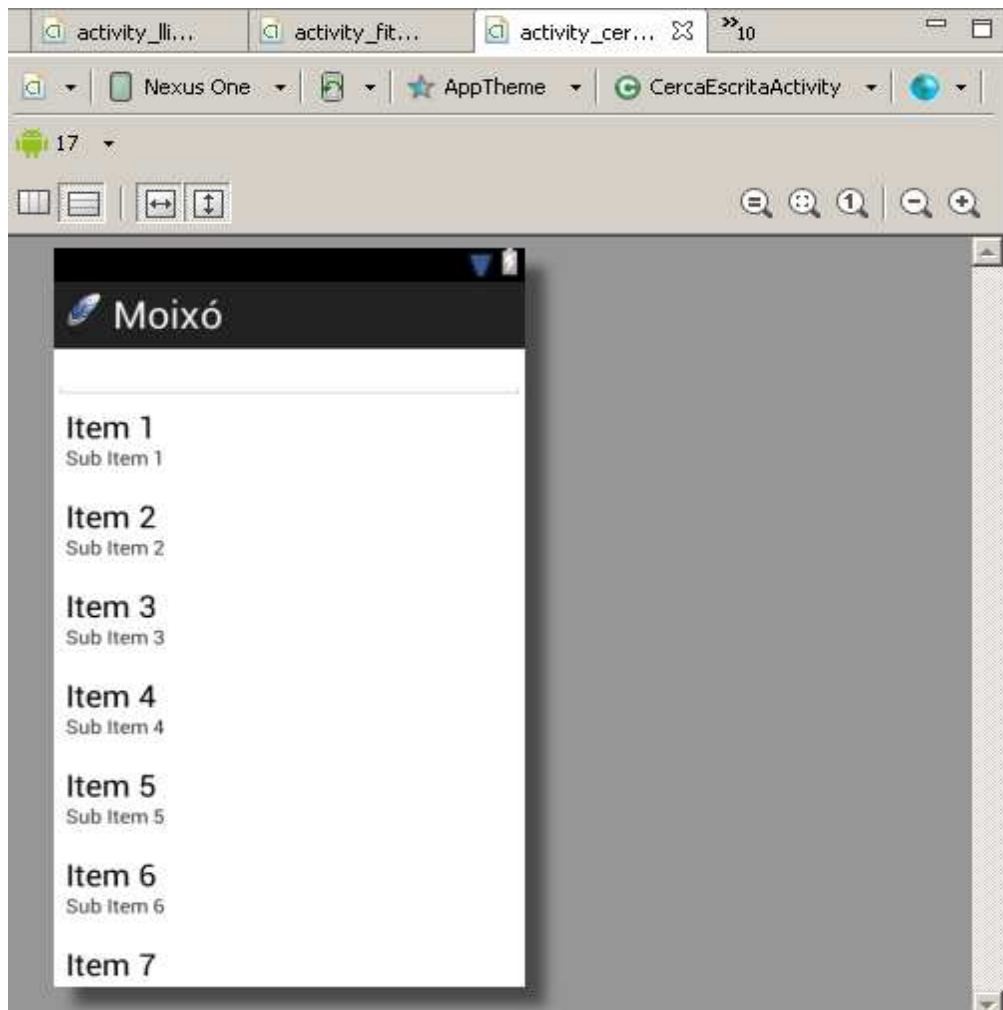 activity_lli... activity_fit... activity_cer... »10
Nexus One AppTheme CercaEscritaActivity
17
1
Moixó
Item 1
Sub Item 1
Item 2
Sub Item 2
Item 3
Sub Item 3
Item 4
Sub Item 4
Item 5
Sub Item 5
Item 6
Sub Item 6
Item 7